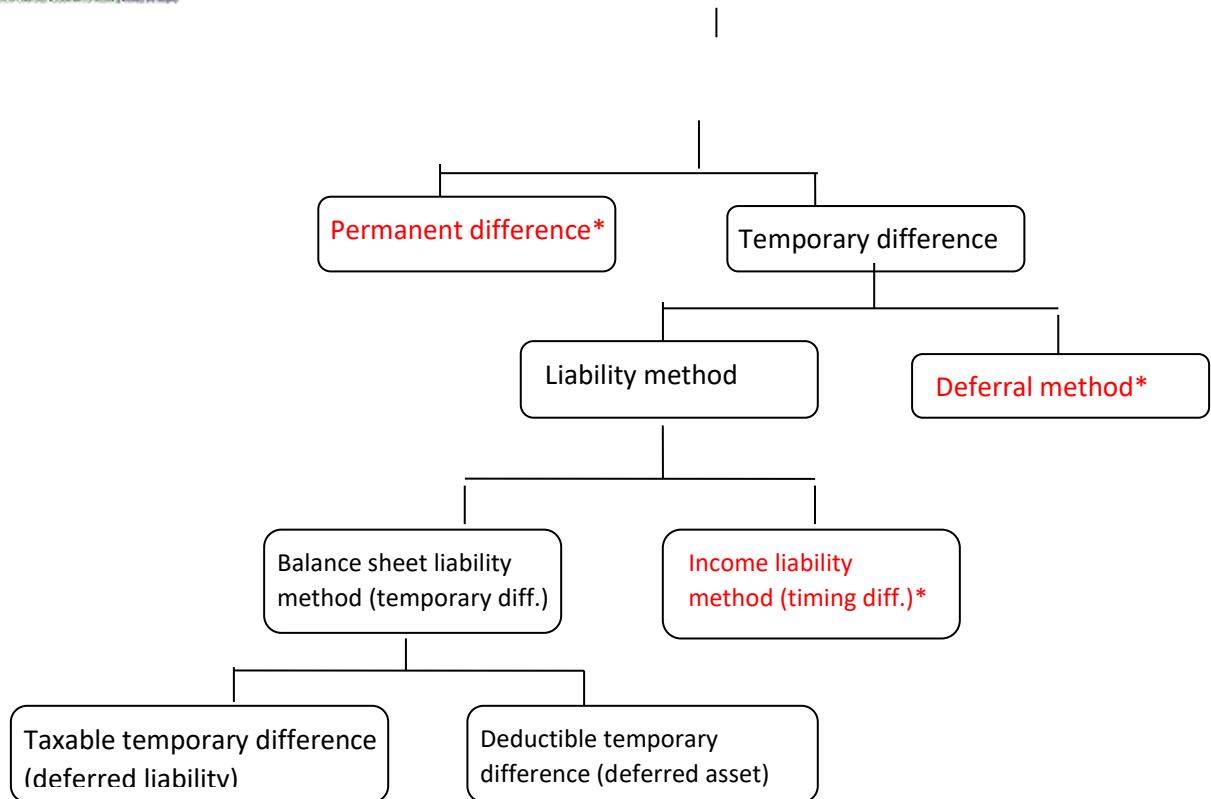 Permanent difference*
Temporary difference
Liability method
Deferral method*
Balance sheet liability
method (temporary diff.)
Income liability
method (timing diff.)*
Taxable temporary difference
(deferred liability)
Deductible temporary
difference (deferred asset)